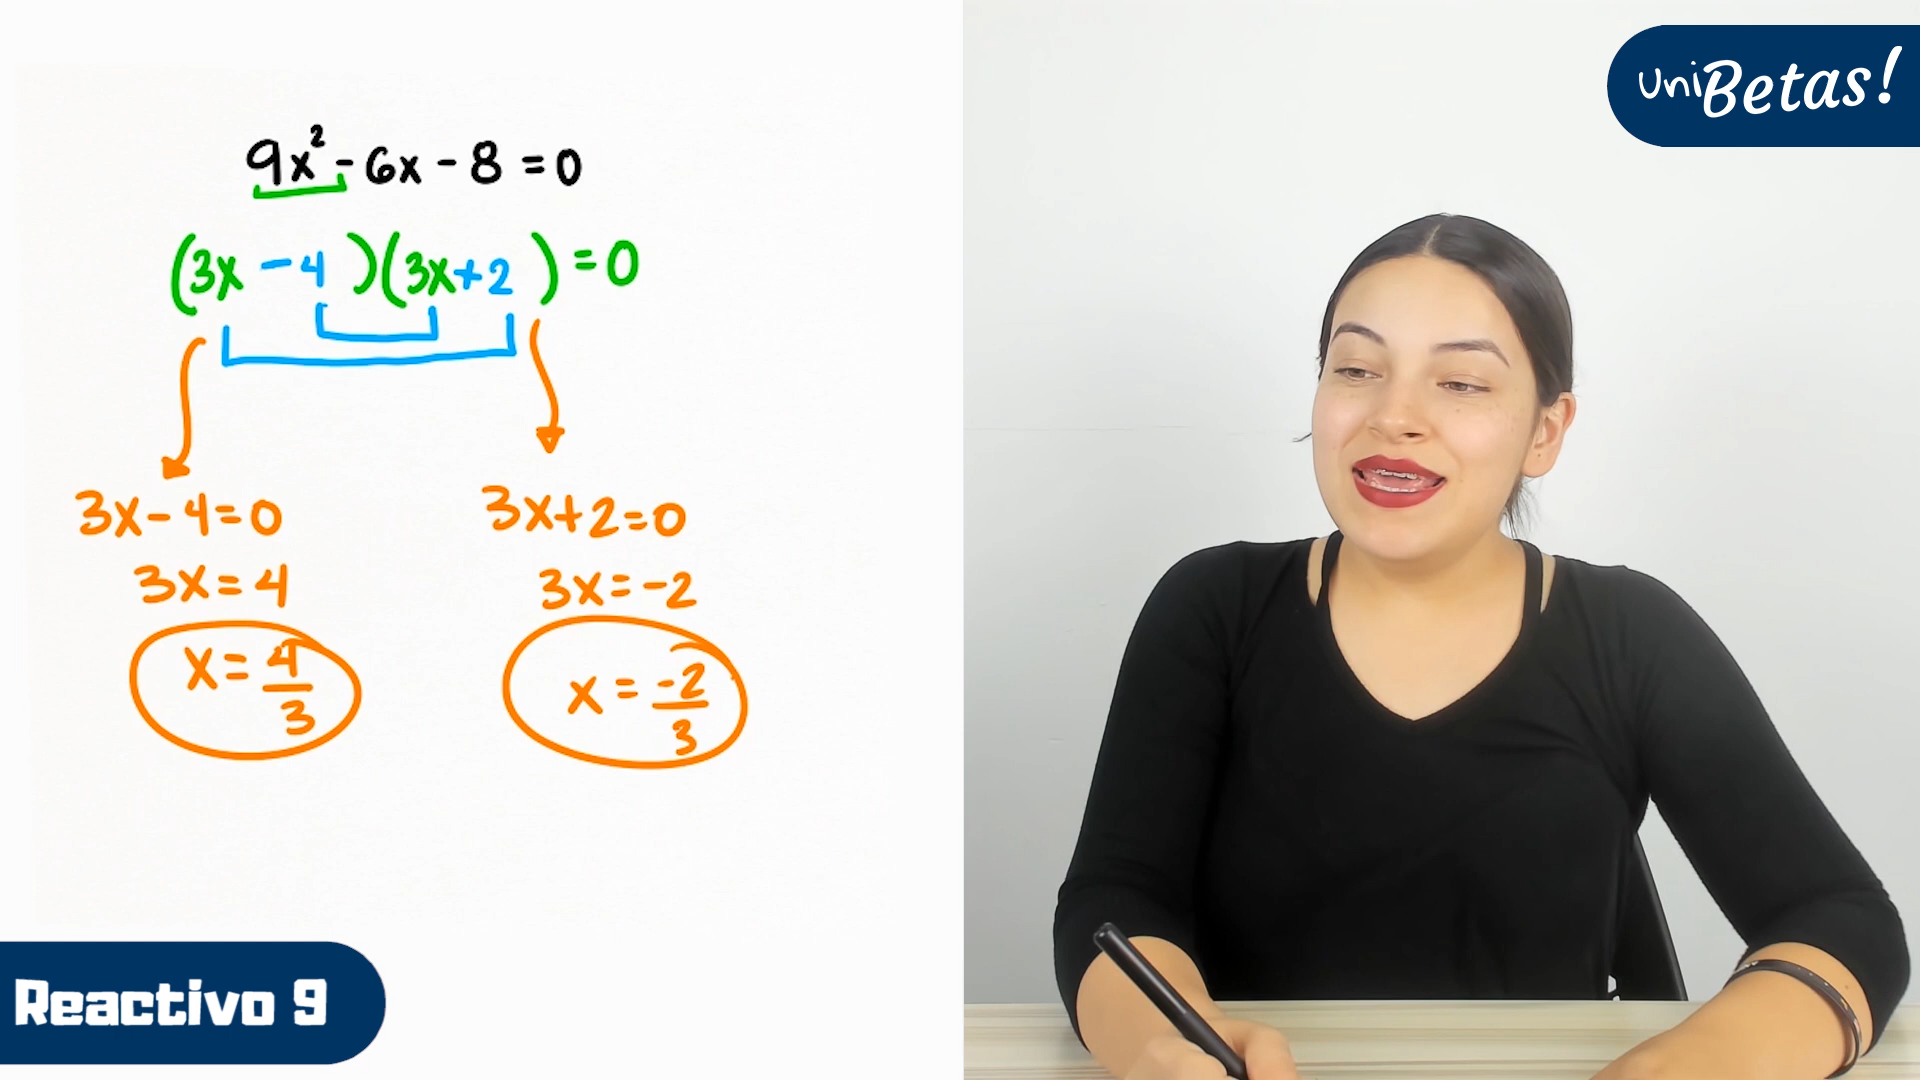 9x² - 6x - 8 = 0
(3x - 4)(3x + 2) = 0
3x - 4 = 0
3x = 4
x = 4/3
3x + 2 = 0
3x = -2
x = -2/3
Reactivo 9
uniBetas!